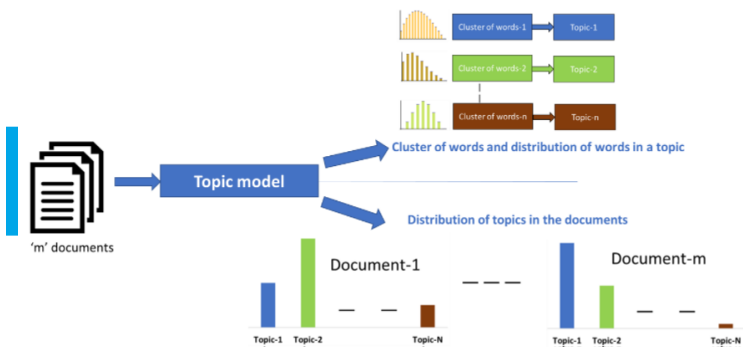 Cluster of words-1
Topic-1
Cluster of words-2
Topic-2
Cluster of words-n
Topic-n
Cluster of words and distribution of words in a topic
Topic model
'm' documents
Distribution of topics in the documents
Document-1
Document-m
Topic-1
Topic-2
Topic-N
Topic-1
Topic-2
Topic-N